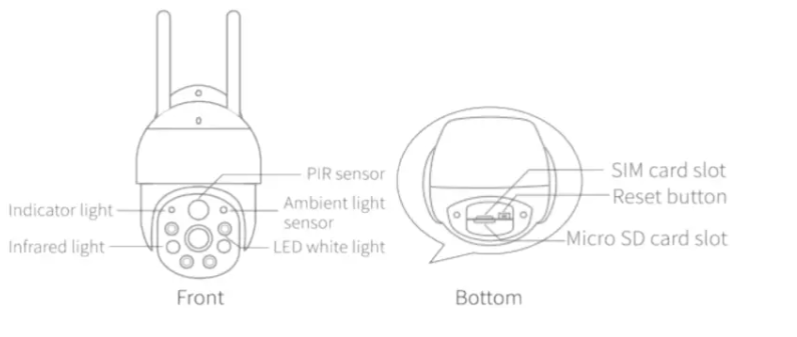 PIR sensor
Indicator light
Ambient light
sensor
Infrared light
LED white light
Front
SIM card slot
Reset button
Micro SD card slot
Bottom